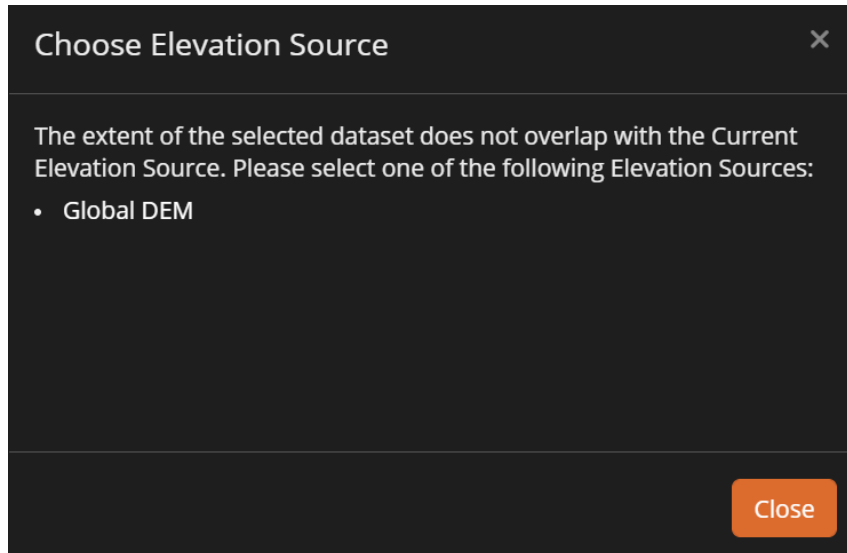 Choose Elevation Source
×
The extent of the selected dataset does not overlap with the Current
Elevation Source. Please select one of the following Elevation Sources:
• Global DEM
Close